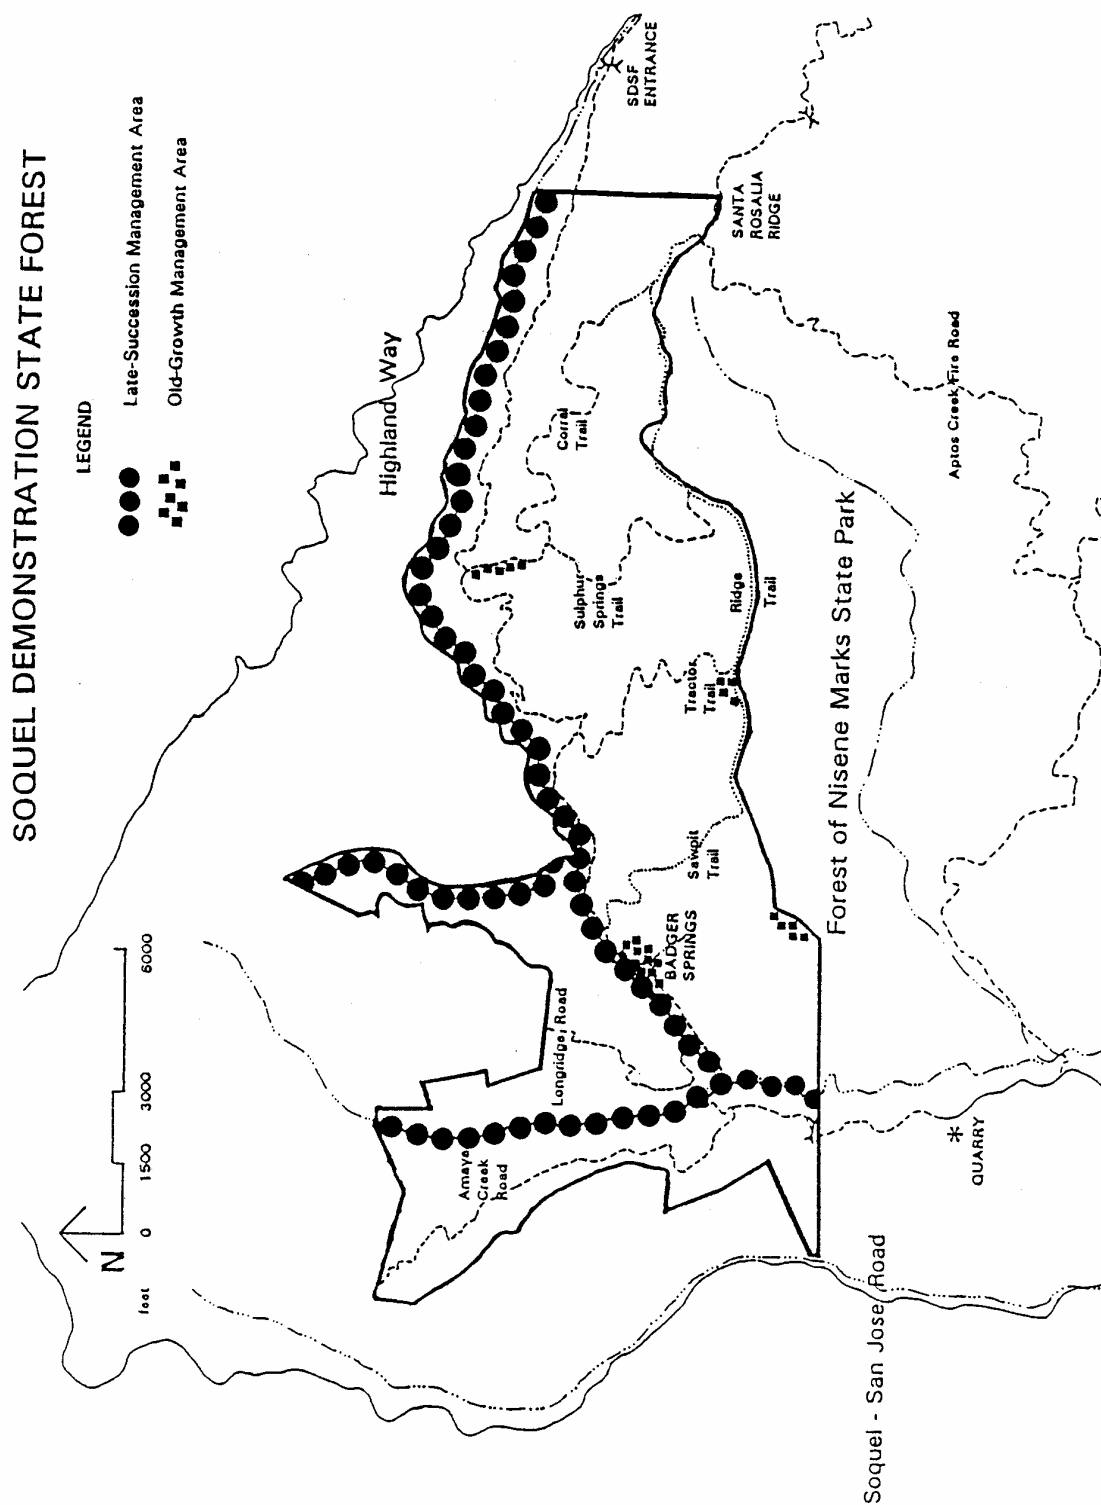 SOQUEL DEMONSTRATION STATE FOREST
LEGEND
Late-Succession Management Area
Old-Growth Management Area
N
feet
0
1500
3000
6000
Highland Way
SDSF
ENTRANCE
SANTA
ROSALIA
RIDGE
Corral
Trail
Sulphur
Springs
Trail
Ridge
Trail
Tractor
Trail
Sawpit
Trail
BADGER
SPRINGS
Longridge Road
Amaya
Creek
Road
Aptos Creek Fire Road
Forest of Nisene Marks State Park
QUARRY
Soquel - San Jose Road